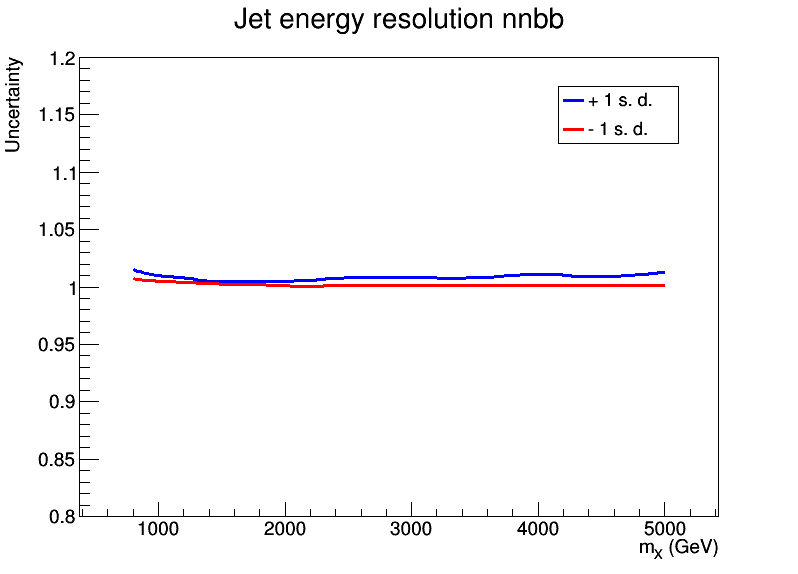 Jet energy resolution nnbb
Uncertainty
1.2
1.15
1.1
1.05
1
0.95
0.9
0.85
0.8
+ 1 s. d.
- 1 s. d.
1000 2000 3000 4000 5000
mX (GeV)